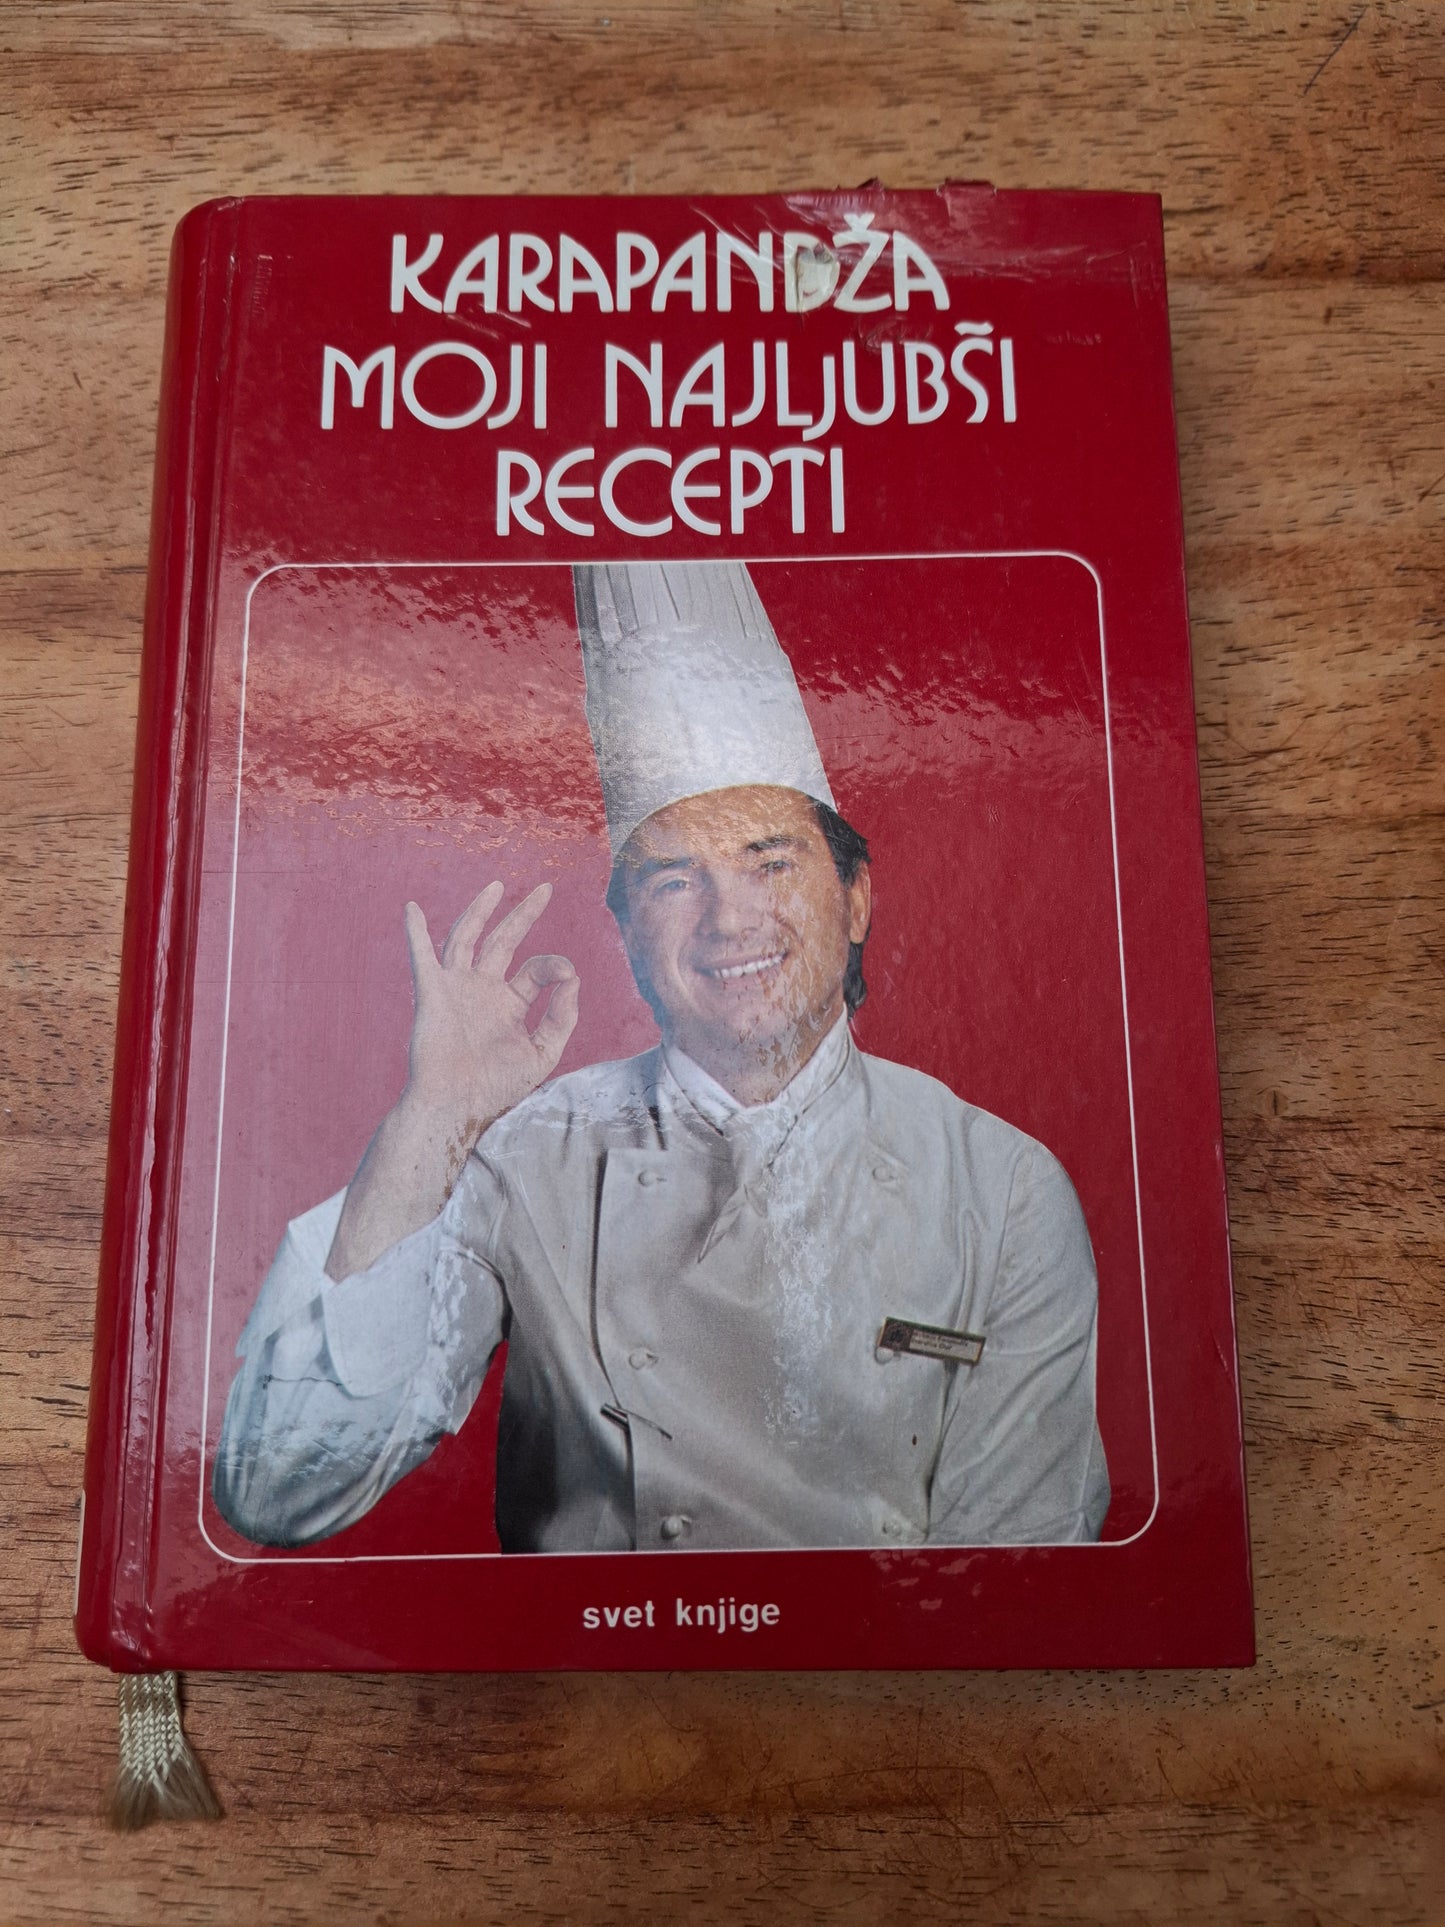 KARAPANDŽA
MOJI NAJLJUBŠI
RECEPTI
svet knjige